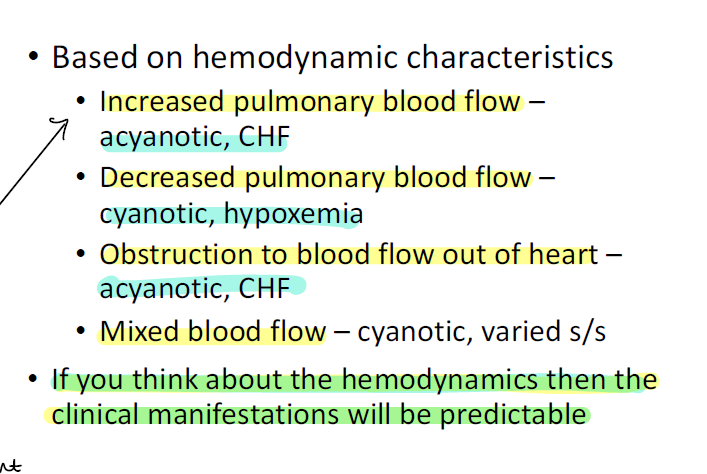 • Based on hemodynamic characteristics
• Increased pulmonary blood flow –
acyanotic, CHF
• Decreased pulmonary blood flow –
cyanotic, hypoxemia
• Obstruction to blood flow out of heart –
acyanotic, CHF
• Mixed blood flow – cyanotic, varied s/s
• If you think about the hemodynamics then the
clinical manifestations will be predictable